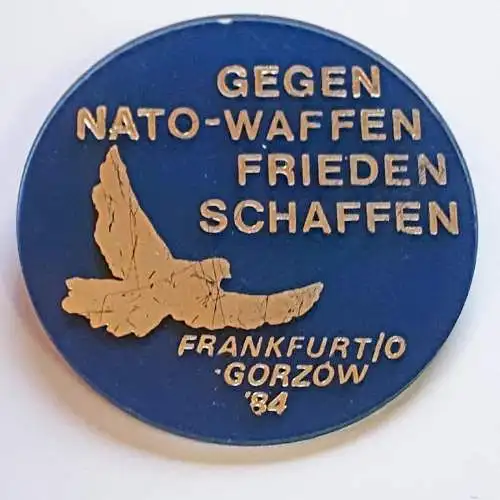 GEGEN
NATO-WAFFEN
FRIEDEN
SCHAFFEN
FRANKFURT/O
GORZÓW
'84